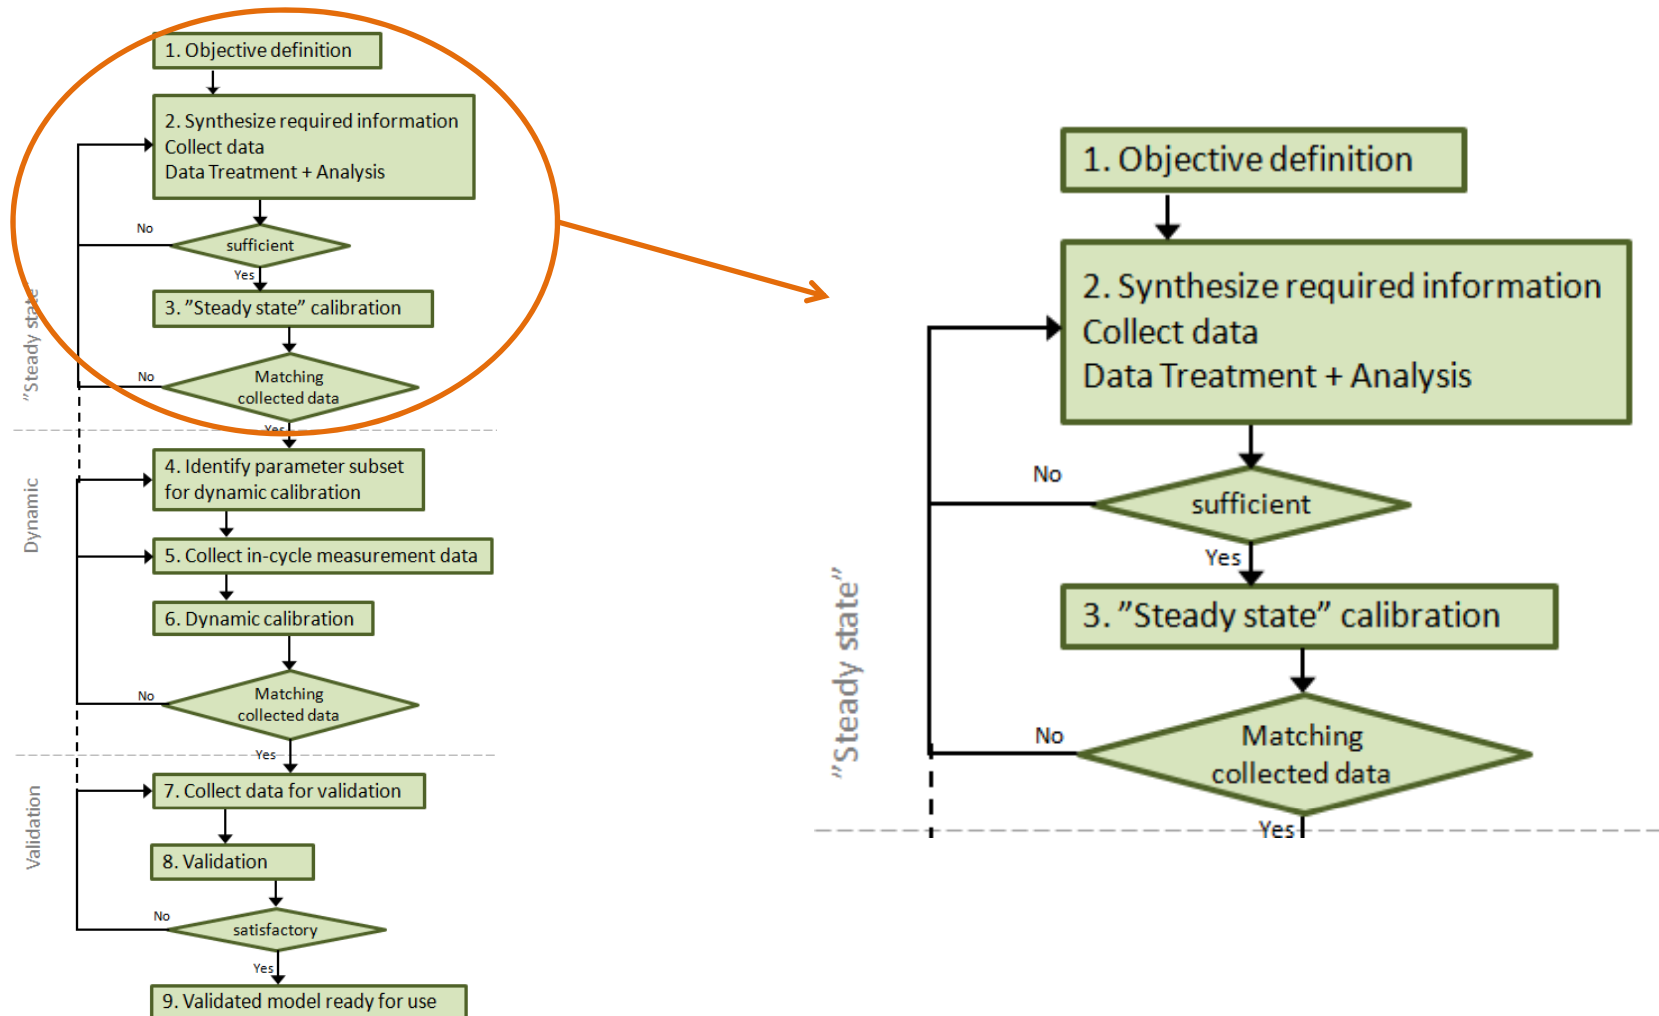 1. Objective definition
2. Synthesize required information
Collect data
Data Treatment + Analysis
No
sufficient
Yes
3. ”Steady state” calibration
”Steady state
No
Matching
collected data
Yes
4. Identify parameter subset
for dynamic calibration
Dynamic
5. Collect in-cycle measurement data
6. Dynamic calibration
No
Matching
collected data
Yes
7. Collect data for validation
Validation
8. Validation
No
satisfactory
Yes
9. Validated model ready for use
1. Objective definition
2. Synthesize required information
Collect data
Data Treatment + Analysis
No
sufficient
Yes
3. ”Steady state” calibration
”Steady state”
No
Matching
collected data
Yes